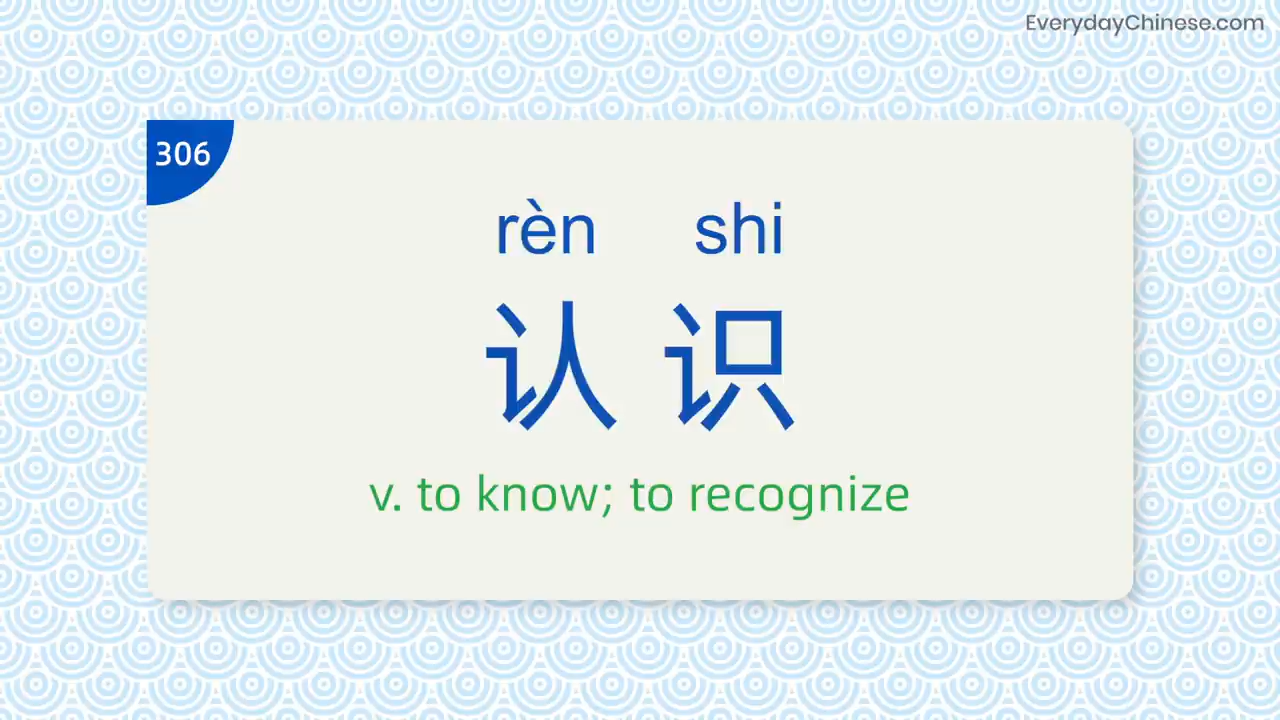 EverydayChinese.com
306
rèn shi
认识
v. to know; to recognize